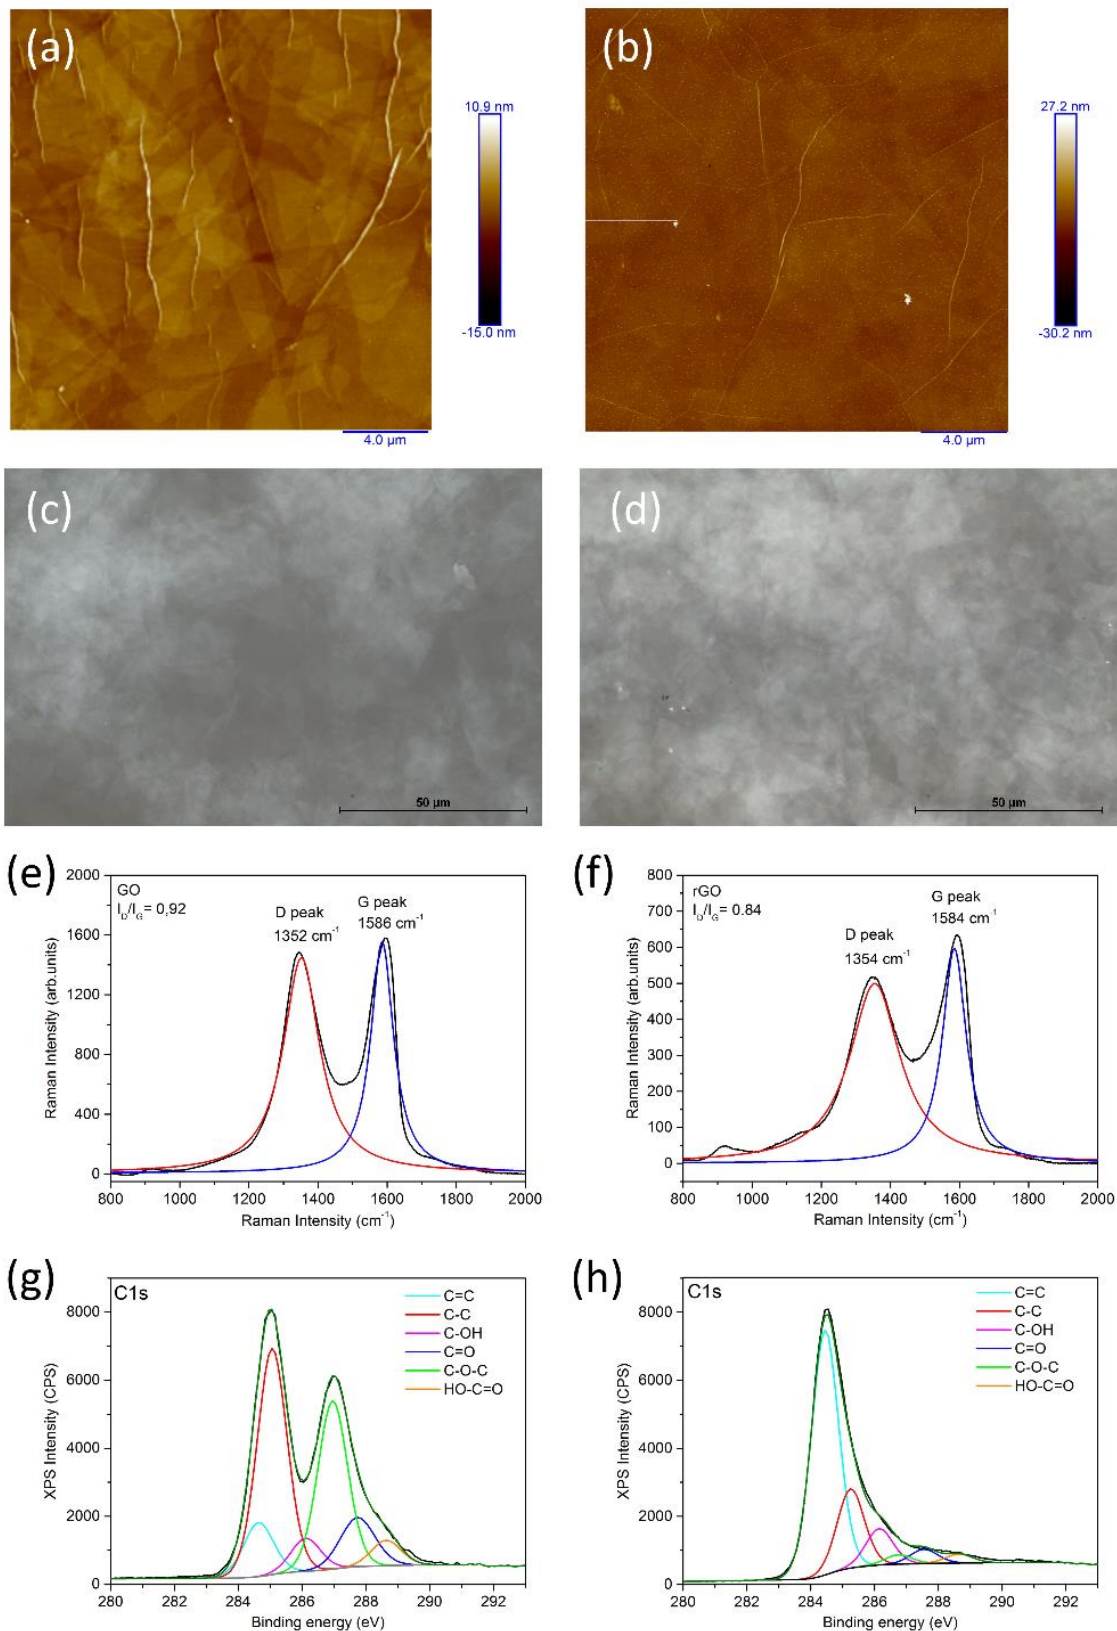 (a)
10.9 nm
-15.0 nm
4.0 µm
(b)
27.2 nm
-30.2 nm
4.0 µm
(c)
50 µm
(d)
50 µm
(e)
GO
I_D/I_G= 0,92
D peak
1352 cm⁻¹
G peak
1586 cm⁻¹
2000
1600
1200
800
400
0
Raman Intensity (arb.units)
800 1000 1200 1400 1600 1800 2000
Raman Intensity (cm⁻¹)
(f)
rGO
I_D/I_G= 0.84
D peak
1354 cm⁻¹
G peak
1584 cm⁻¹
800
700
600
500
400
300
200
100
0
Raman Intensity (arb.units)
800 1000 1200 1400 1600 1800 2000
Raman Intensity (cm⁻¹)
(g)
C1s
C=C
C-C
C-OH
C=O
C-O-C
HO-C=O
8000
6000
4000
2000
0
XPS Intensity (CPS)
280 282 284 286 288 290 292
Binding energy (eV)
(h)
C1s
C=C
C-C
C-OH
C=O
C-O-C
HO-C=O
8000
6000
4000
2000
0
XPS Intensity (CPS)
280 282 284 286 288 290 292
Binding energy (eV)